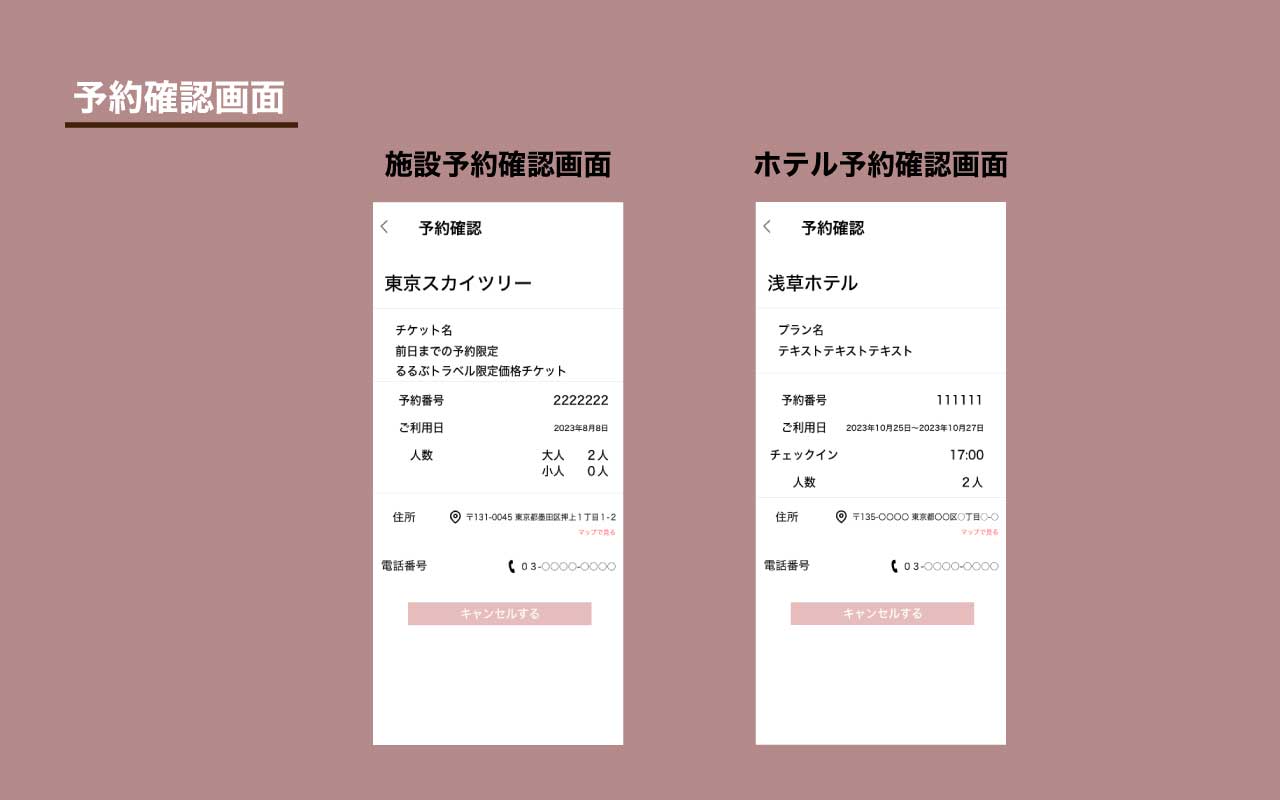 予約確認画面
施設予約確認画面
予約確認
東京スカイツリー
チケット名
前日までの予約限定
るるぶトラベル限定価格チケット
予約番号 2222222
ご利用日 2023年8月8日
人数 大人 2人
小人 0人
住所 〒131-0045 東京都墨田区押上1丁目1-2
マップで見る
電話番号 03-○○○○-○○○○
キャンセルする
ホテル予約確認画面
予約確認
浅草ホテル
プラン名
テキストテキストテキスト
予約番号 111111
ご利用日 2023年10月25日〜2023年10月27日
チェックイン 17:00
人数 2人
住所 〒135-〇〇〇〇 東京都〇〇区○丁目○-○
マップで見る
電話番号 03-○○○○-○○○○
キャンセルする